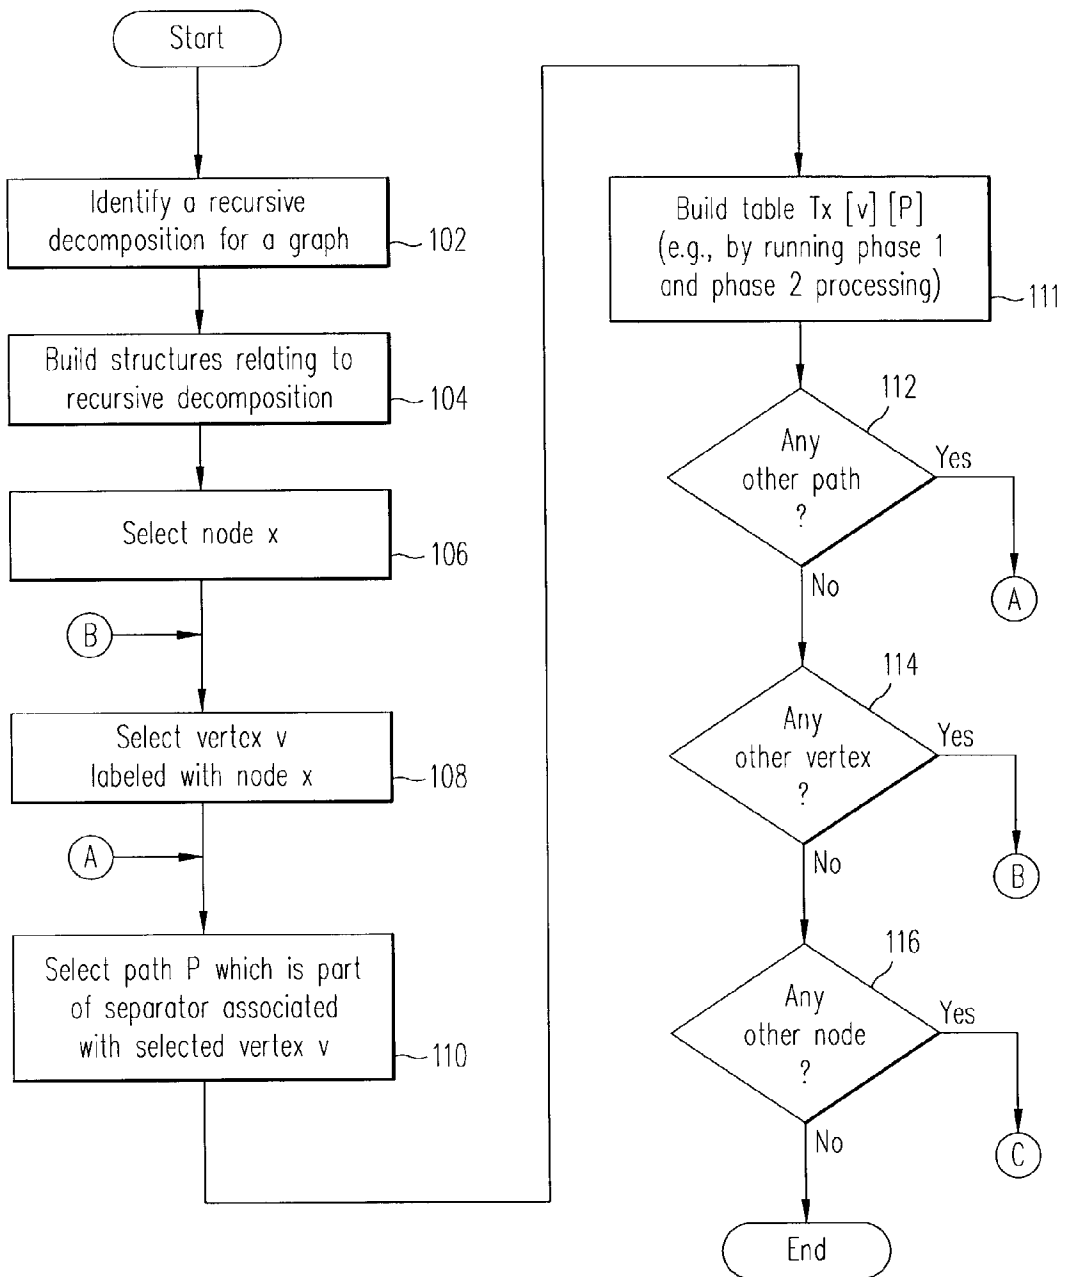 Start
Identify a recursive
decomposition for a graph
102
Build structures relating to
recursive decomposition
104
Select node x
106
B
Select vertex v
labeled with node x
108
A
Select path P which is part
of separator associated
with selected vertex v
110
Build table Tx [v] [P]
(e.g., by running phase 1
and phase 2 processing)
111
112
Any
other path
?
Yes
No
A
114
Any
other vertex
?
Yes
No
B
116
Any
other node
?
Yes
No
C
End